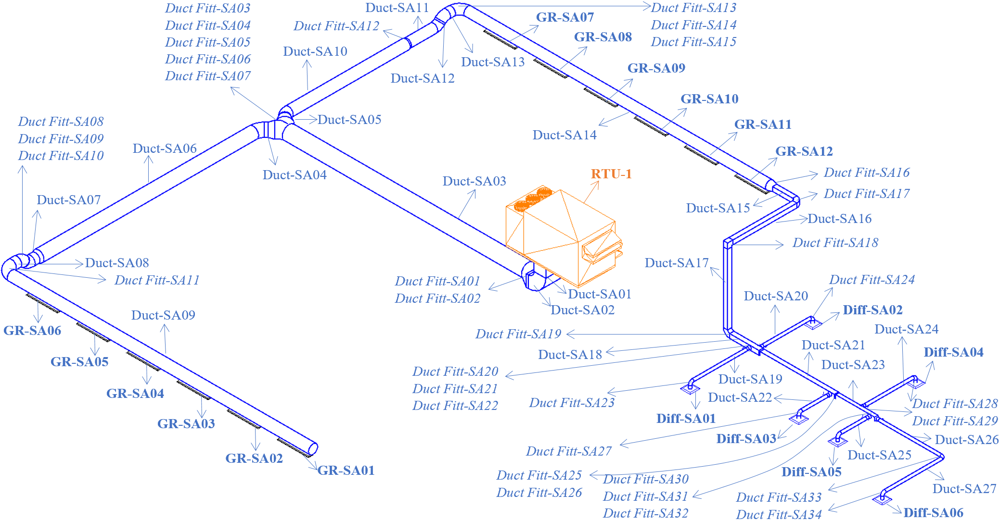 Duct Fitt-SA03
Duct Fitt-SA04
Duct Fitt-SA05
Duct Fitt-SA06
Duct Fitt-SA07
Duct-SA11
Duct Fitt-SA12
Duct-SA10
Duct Fitt-SA13
Duct Fitt-SA14
Duct Fitt-SA15
GR-SA07
GR-SA08
Duct-SA13
Duct-SA12
GR-SA09
GR-SA10
GR-SA11
GR-SA12
Duct-SA14
Duct-SA05
Duct Fitt-SA08
Duct Fitt-SA09
Duct Fitt-SA10
Duct-SA06
Duct-SA04
Duct-SA03
RTU-1
Duct Fitt-SA16
Duct Fitt-SA17
Duct-SA15
Duct-SA16
Duct Fitt-SA18
Duct-SA07
Duct-SA08
Duct Fitt-SA11
Duct Fitt-SA01
Duct Fitt-SA02
Duct-SA01
Duct-SA02
Duct-SA17
Duct Fitt-SA24
Duct-SA20
Diff-SA02
Duct-SA24
Duct-SA09
GR-SA06
GR-SA05
GR-SA04
GR-SA03
GR-SA02
GR-SA01
Duct Fitt-SA19
Duct-SA18
Duct-SA21
Duct-SA23
Diff-SA04
Duct Fitt-SA20
Duct Fitt-SA21
Duct Fitt-SA22
Duct-SA19
Duct Fitt-SA23
Duct-SA22
Diff-SA01
Duct Fitt-SA28
Duct Fitt-SA29
Diff-SA03
Duct-SA26
Duct Fitt-SA27
Duct-SA25
Diff-SA05
Duct Fitt-SA25
Duct Fitt-SA26
Duct Fitt-SA30
Duct Fitt-SA31
Duct Fitt-SA32
Duct Fitt-SA33
Duct Fitt-SA34
Duct-SA27
Diff-SA06